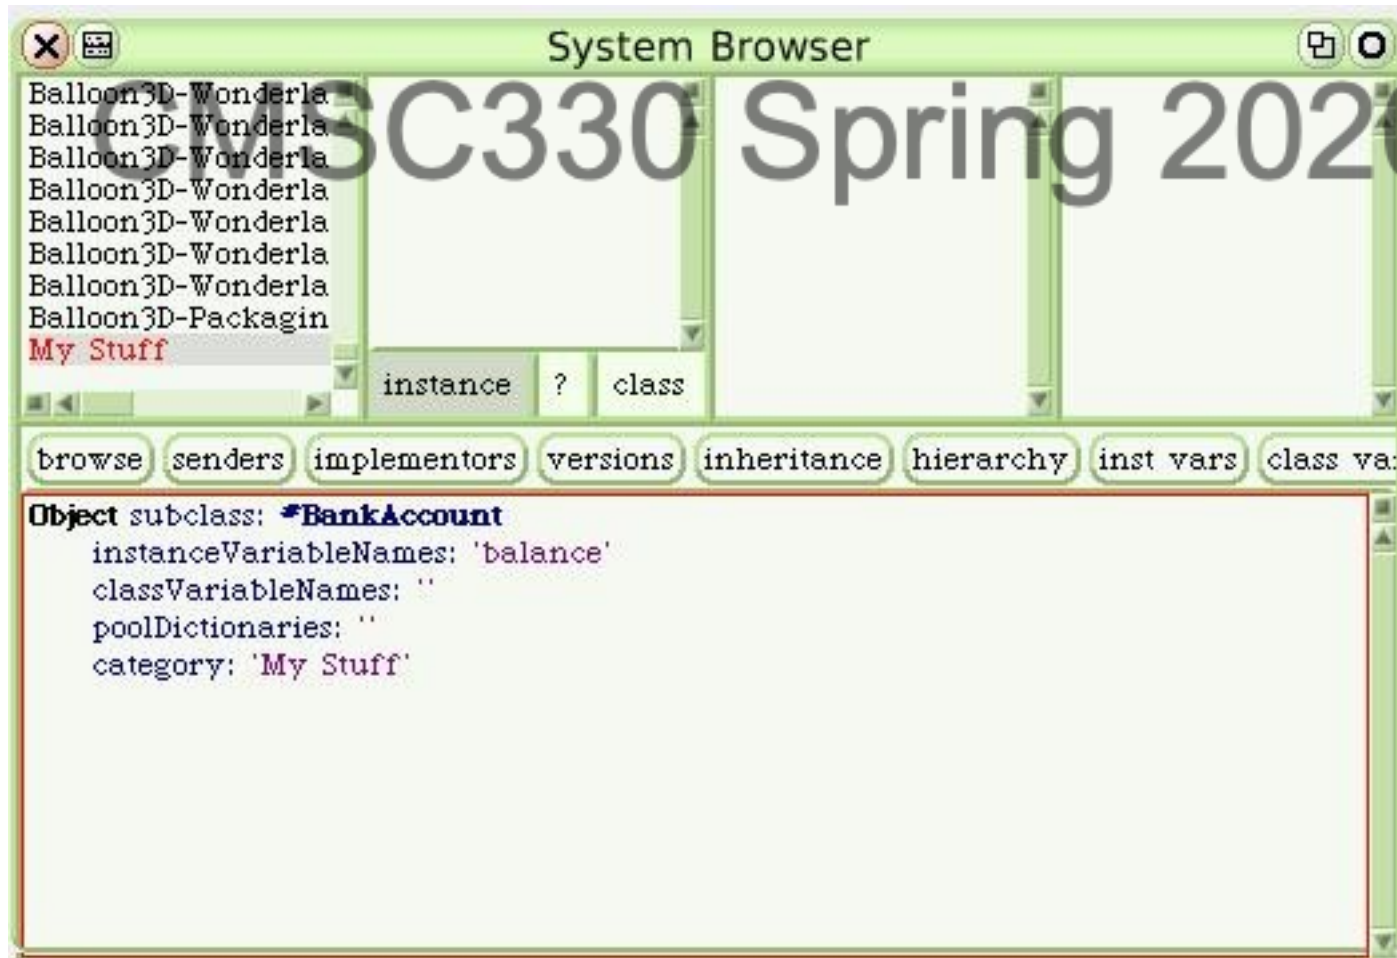 System Browser
CMSC330 Spring 202
Balloon3D-Wonderla
Balloon3D-Wonderla
Balloon3D-Wonderla
Balloon3D-Wonderla
Balloon3D-Wonderla
Balloon3D-Wonderla
Balloon3D-Wonderla
Balloon3D-Packagin
My Stuff
instance ? class
browse senders implementors versions inheritance hierarchy inst vars class va
Object subclass: #BankAccount
instanceVariableNames: 'balance'
classVariableNames: ''
poolDictionaries: ''
category: 'My Stuff'